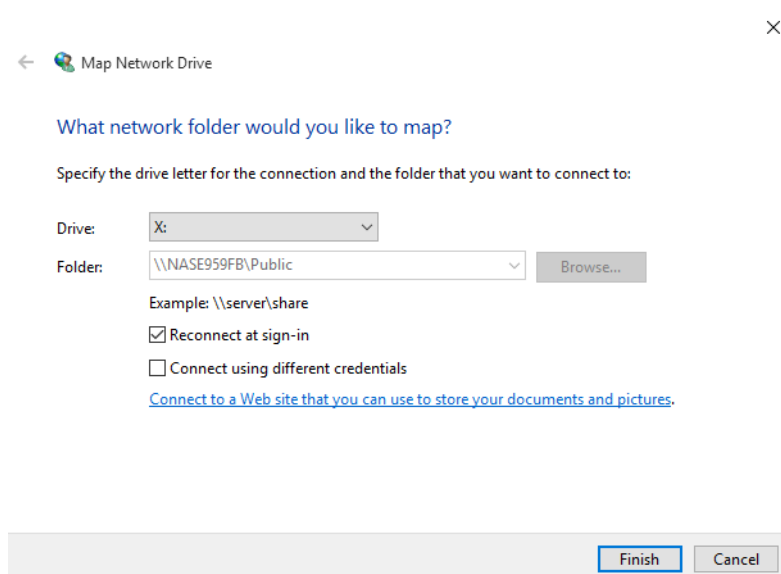 Map Network Drive
What network folder would you like to map?
Specify the drive letter for the connection and the folder that you want to connect to:
Drive: X:
Folder: \\NASE959FB\Public Browse...
Example: \\server\share
Reconnect at sign-in
Connect using different credentials
Connect to a Web site that you can use to store your documents and pictures.
Finish Cancel